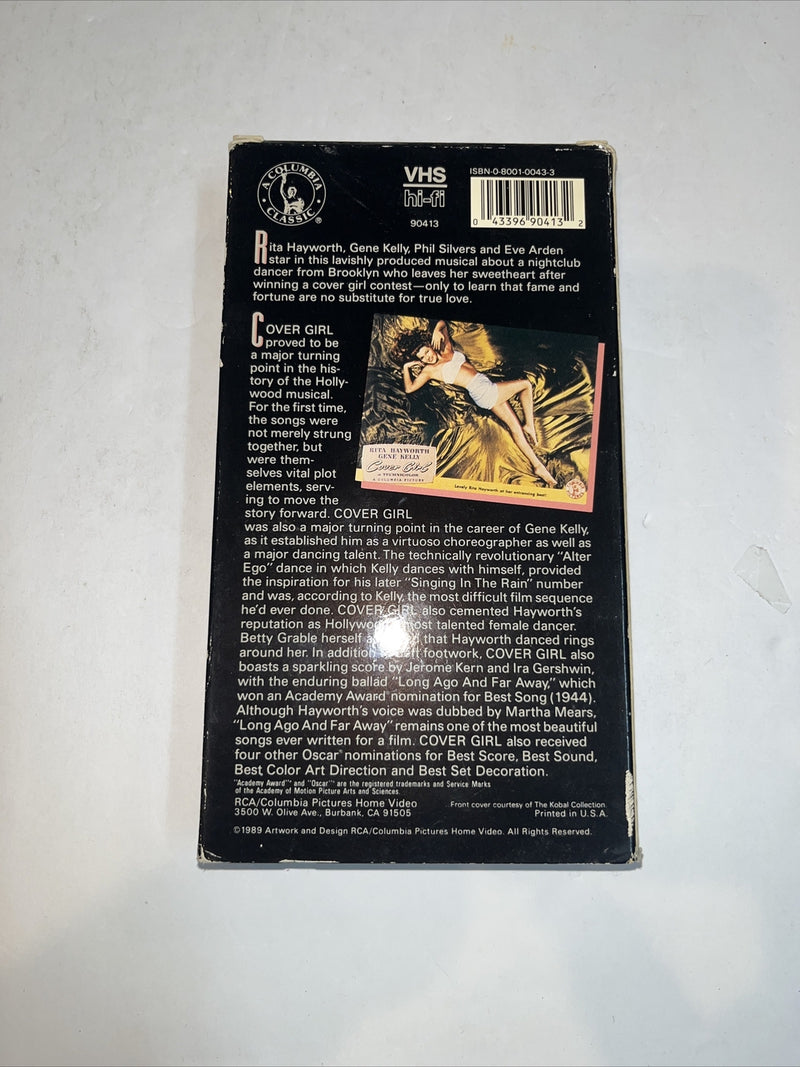 A COLUMBIA
CLASSIC
®
VHS
hi-fi
90413
ISBN-0-8001-0043-3
0 43396 90413 2
Rita Hayworth, Gene Kelly, Phil Silvers and Eve Arden
star in this lavishly produced musical about a nightclub
dancer from Brooklyn who leaves her sweetheart after
winning a cover girl contest—only to learn that fame and
fortune are no substitute for true love.
COVER GIRL
proved to be
a major turning
point in the his-
tory of the Holly-
wood musical.
For the first time,
the songs were
not merely strung
together, but
were them-
selves vital plot
elements, serv-
ing to move the
story forward. COVER GIRL
RITA HAYWORTH
GENE KELLY
Cover Girl
in TECHNICOLOR
A COLUMBIA PICTURE
Lovely Rita Hayworth at her entrancing best!
was also a major turning point in the career of Gene Kelly,
as it established him as a virtuoso choreographer as well as
a major dancing talent. The technically revolutionary "Alter
Ego" dance in which Kelly dances with himself, provided
the inspiration for his later "Singing In The Rain" number
and was, according to Kelly, the most difficult film sequence
he'd ever done. COVER GIRL also cemented Hayworth's
reputation as most talented female dancer.
Betty Grable herself that Hayworth danced rings
around her. In addition footwork, COVER GIRL also
boasts a sparkling score by Jerome Kern and Ira Gershwin,
with the enduring ballad "Long Ago And Far Away," which
won an Academy Award nomination for Best Song (1944).
Although Hayworth's voice was dubbed by Martha Mears,
"Long Ago And Far Away" remains one of the most beautiful
songs ever written for a film. COVER GIRL also received
four other Oscar® nominations for Best Score, Best Sound,
Best Color Art Direction and Best Set Decoration.
"Academy Award"® and "Oscar"® are the registered trademarks and Service Marks
of the Academy of Motion Picture Arts and Sciences.
RCA/Columbia Pictures Home Video
3500 W. Olive Ave., Burbank, CA 91505
Front cover courtesy of The Kobal Collection
Printed in U.S.A.
©1989 Artwork and Design RCA/Columbia Pictures Home Video. All Rights Reserved.